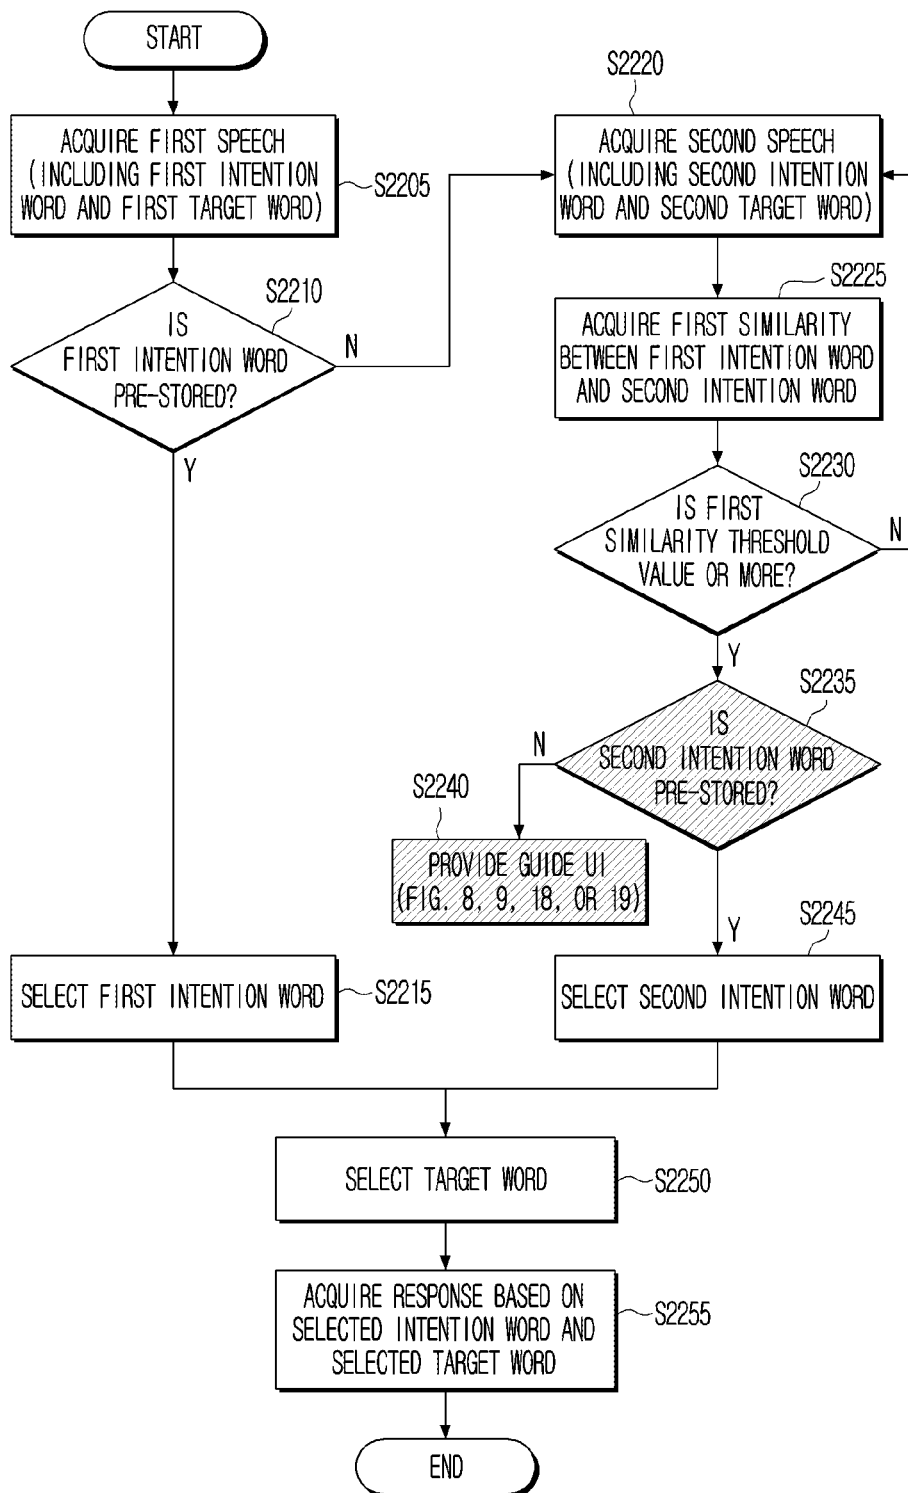 START
ACQUIRE FIRST SPEECH
(INCLUDING FIRST INTENTION
WORD AND FIRST TARGET WORD)
S2205
IS
FIRST INTENTION WORD
PRE-STORED?
S2210
N
Y
S2220
ACQUIRE SECOND SPEECH
(INCLUDING SECOND INTENTION
WORD AND SECOND TARGET WORD)
S2225
ACQUIRE FIRST SIMILARITY
BETWEEN FIRST INTENTION WORD
AND SECOND INTENTION WORD
S2230
IS FIRST
SIMILARITY THRESHOLD
VALUE OR MORE?
N
Y
S2235
IS
SECOND INTENTION WORD
PRE-STORED?
N
S2240
PROVIDE GUIDE UI
(FIG. 8, 9, 18, OR 19)
Y
SELECT FIRST INTENTION WORD
S2215
S2245
SELECT SECOND INTENTION WORD
SELECT TARGET WORD
S2250
ACQUIRE RESPONSE BASED ON
SELECTED INTENTION WORD AND
SELECTED TARGET WORD
S2255
END